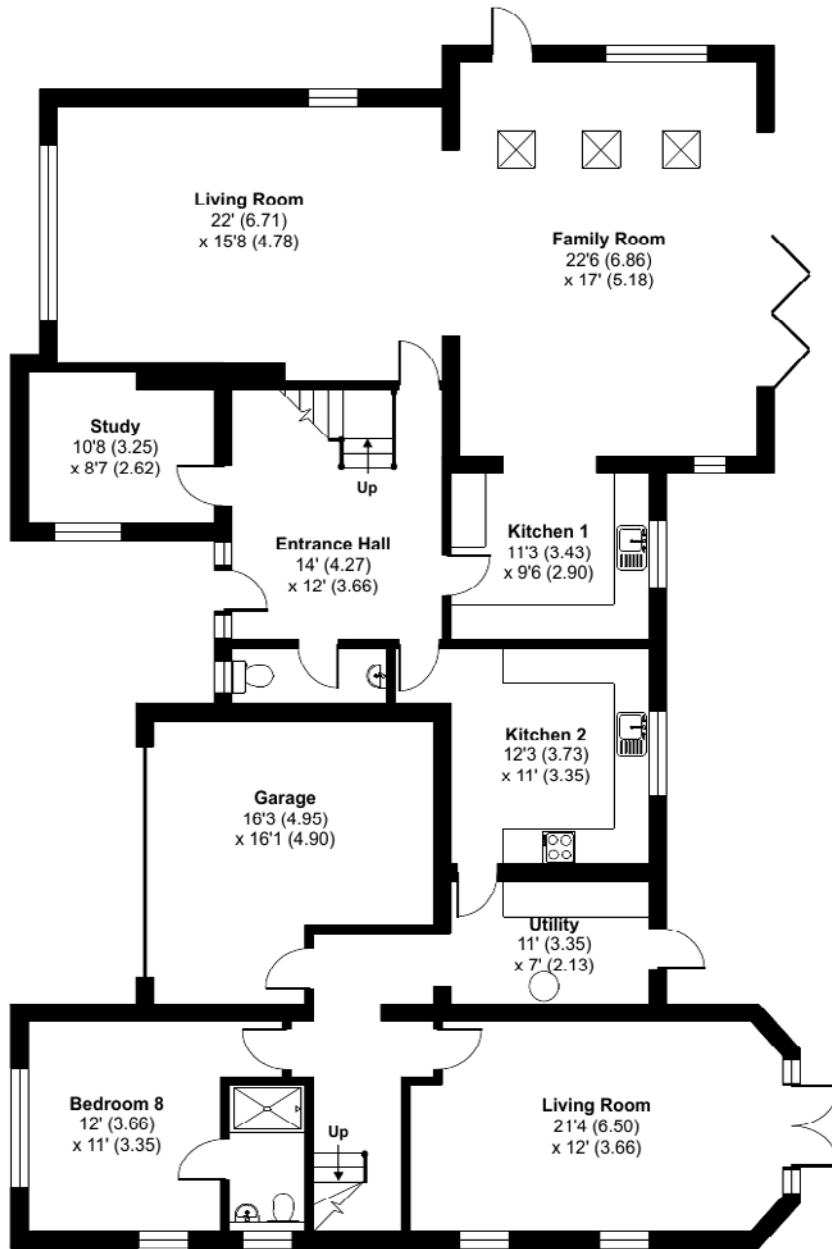 Living Room
22' (6.71)
x 15'8 (4.78)
Family Room
22'6 (6.86)
x 17' (5.18)
Study
10'8 (3.25)
x 8'7 (2.62)
Up
Entrance Hall
14' (4.27)
x 12' (3.66)
Kitchen 1
11'3 (3.43)
x 9'6 (2.90)
Kitchen 2
12'3 (3.73)
x 11' (3.35)
Garage
16'3 (4.95)
x 16'1 (4.90)
Utility
11' (3.35)
x 7' (2.13)
Bedroom 8
12' (3.66)
x 11' (3.35)
Up
Living Room
21'4 (6.50)
x 12' (3.66)